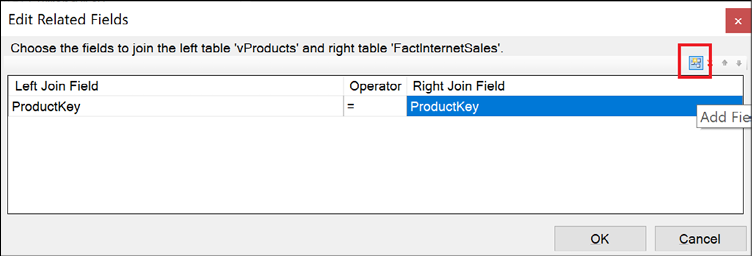 Edit Related Fields
Choose the fields to join the left table 'vProducts' and right table 'FactInternetSales'.
Left Join Field Operator Right Join Field
ProductKey = ProductKey
Add Fie
OK Cancel